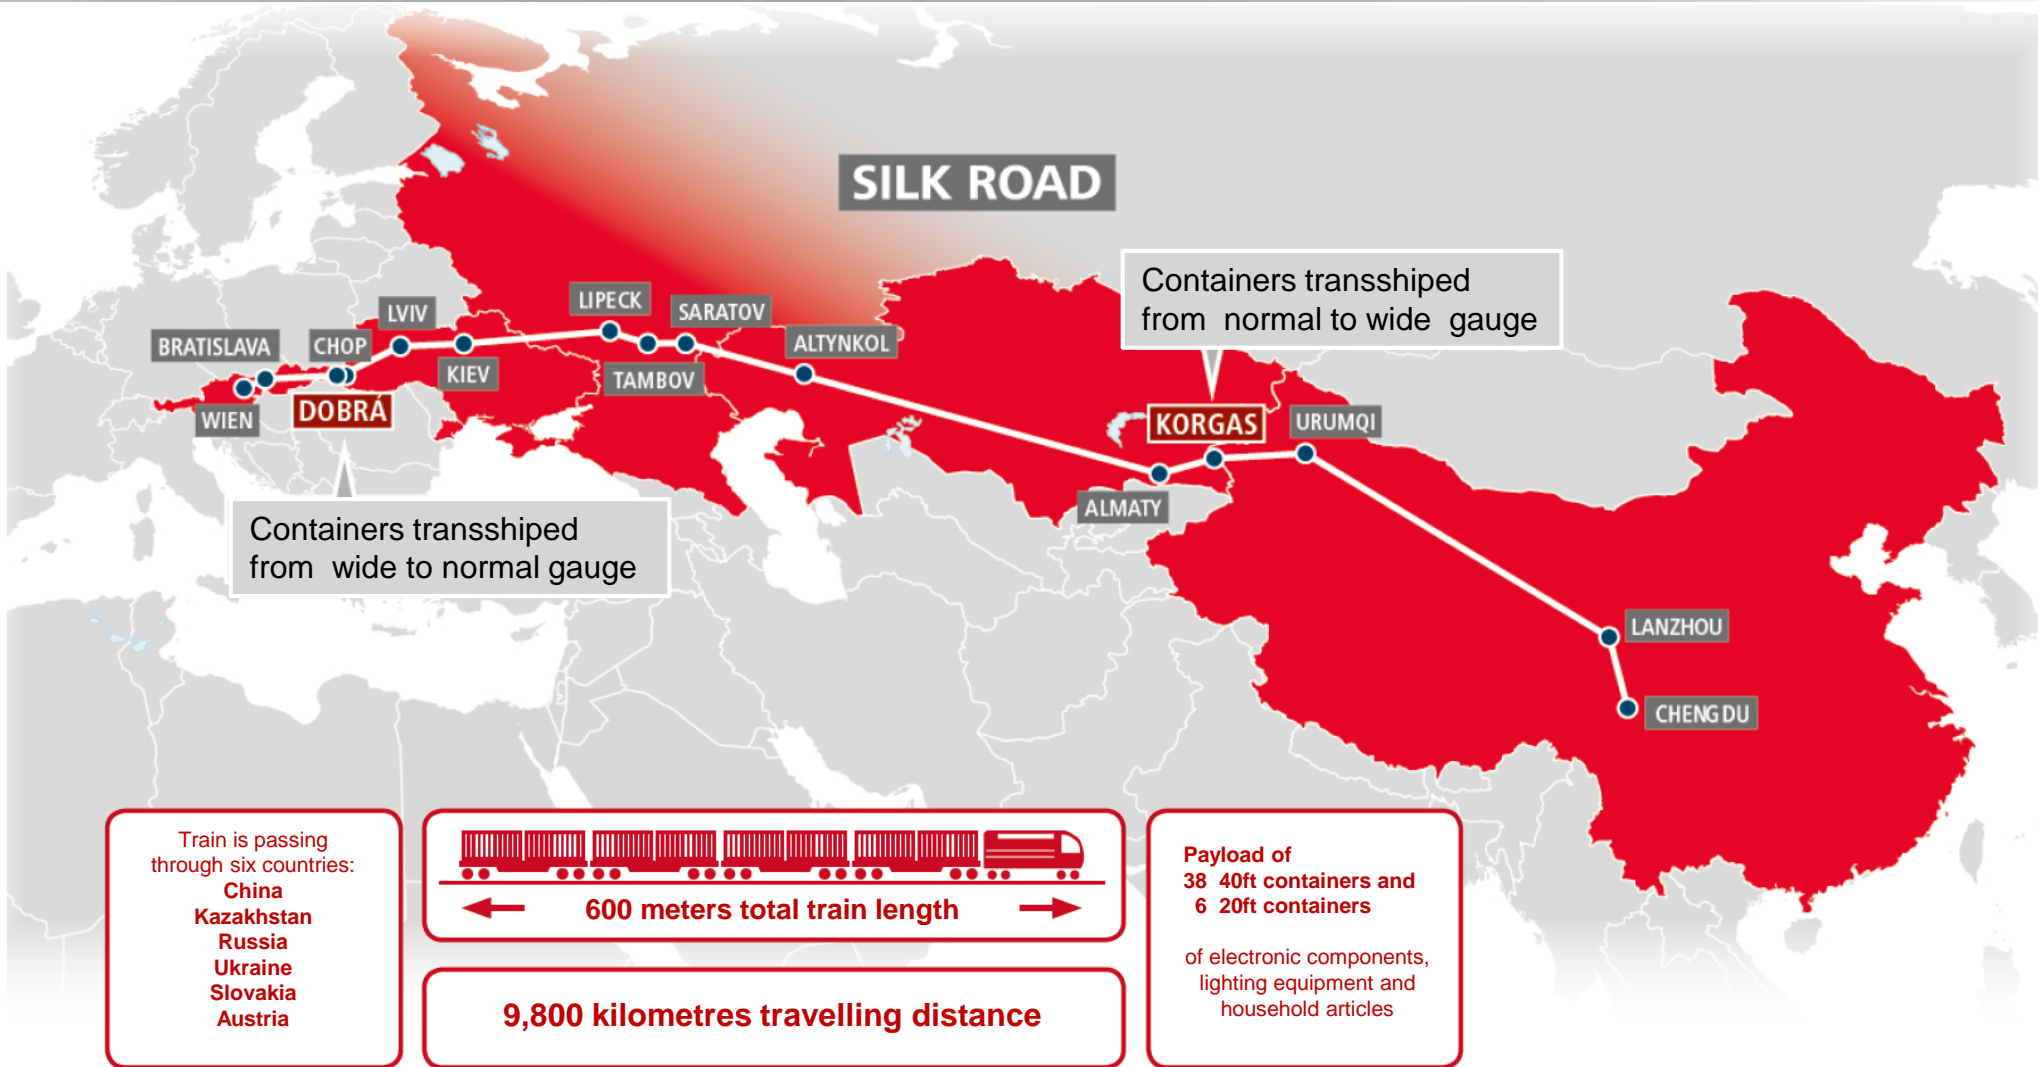 SILK ROAD
Containers transshiped
from normal to wide gauge
LIPECK
SARATOV
LVIV
ALTYNKOL
BRATISLAVA
CHOP
KIEV
TAMBOV
WIEN
DOBRÁ
KORGAS
URUMQI
ALMATY
Containers transshiped
from wide to normal gauge
LANZHOU
CHENGDU
Train is passing
through six countries:
China
Kazakhstan
Russia
Ukraine
Slovakia
Austria
600 meters total train length
9,800 kilometres travelling distance
Payload of
38 40ft containers and
6 20ft containers
of electronic components,
lighting equipment and
household articles